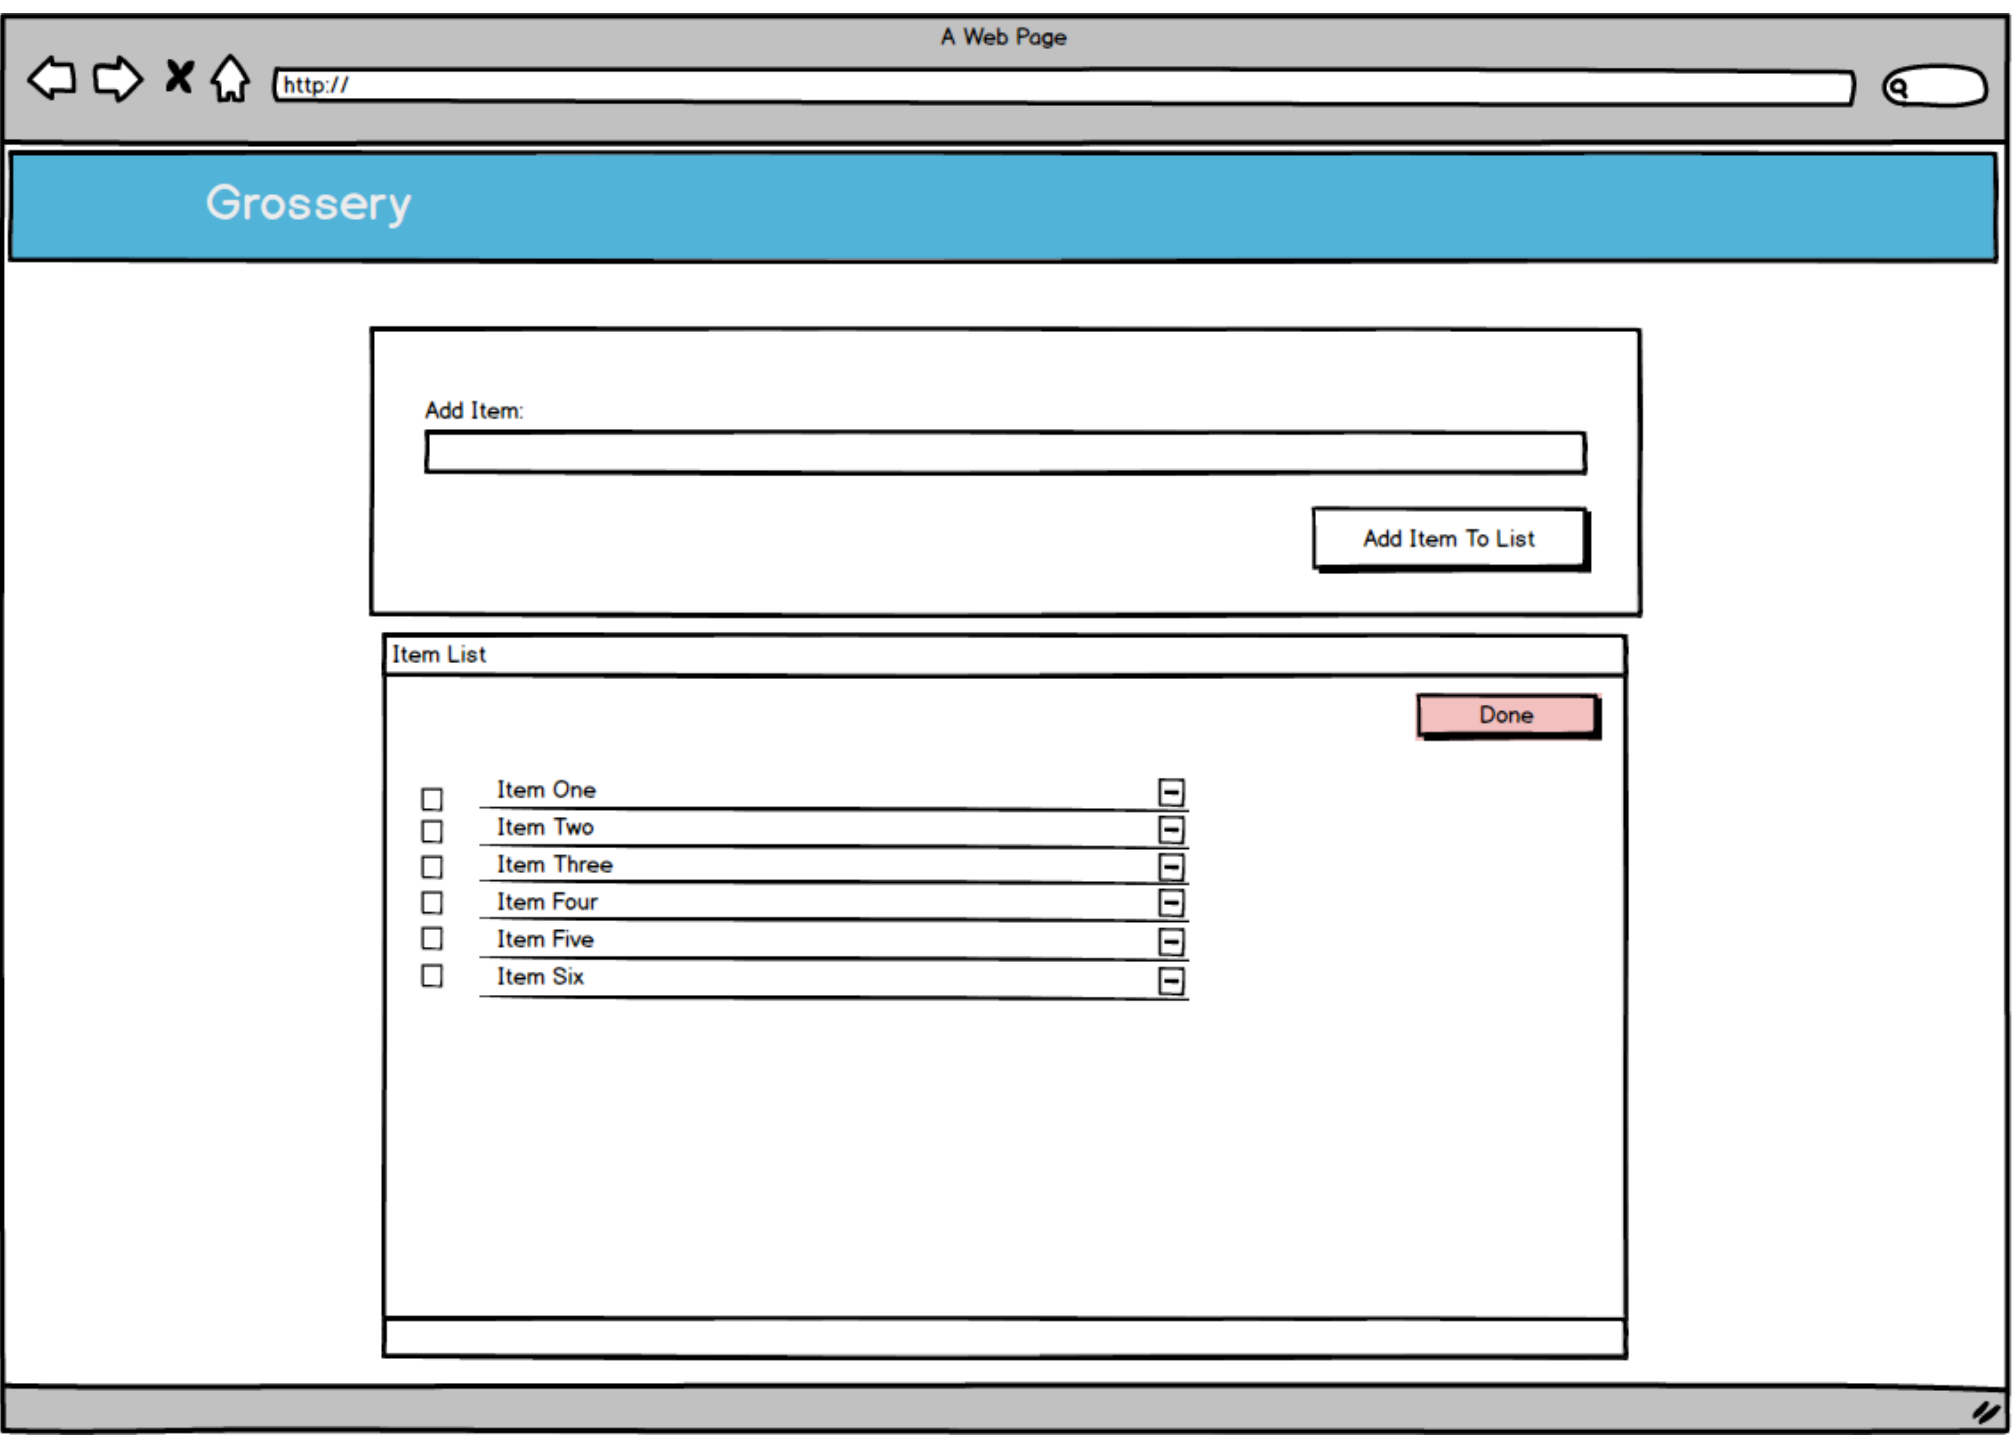 A Web Page
http://
Grossery
Add Item:
Add Item To List
Item List
Done
Item One
Item Two
Item Three
Item Four
Item Five
Item Six